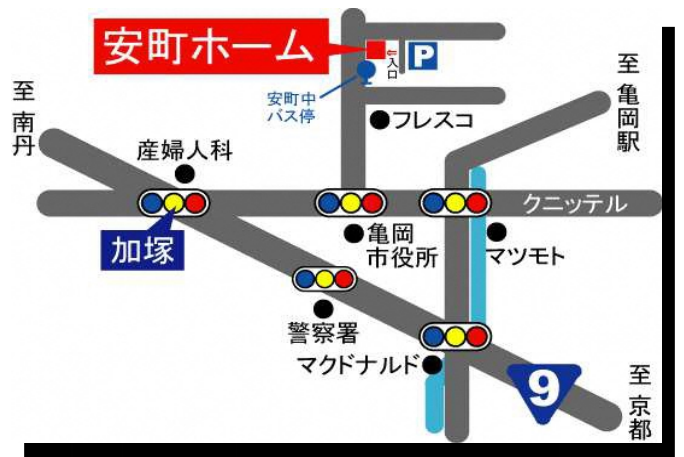 安町ホーム
入口
P
安町中
バス停
至 亀岡駅
至 南丹
フレスコ
産婦人科
クニッテル
加塚
亀岡
市役所
マツモト
警察署
マクドナルド
9
至 京都